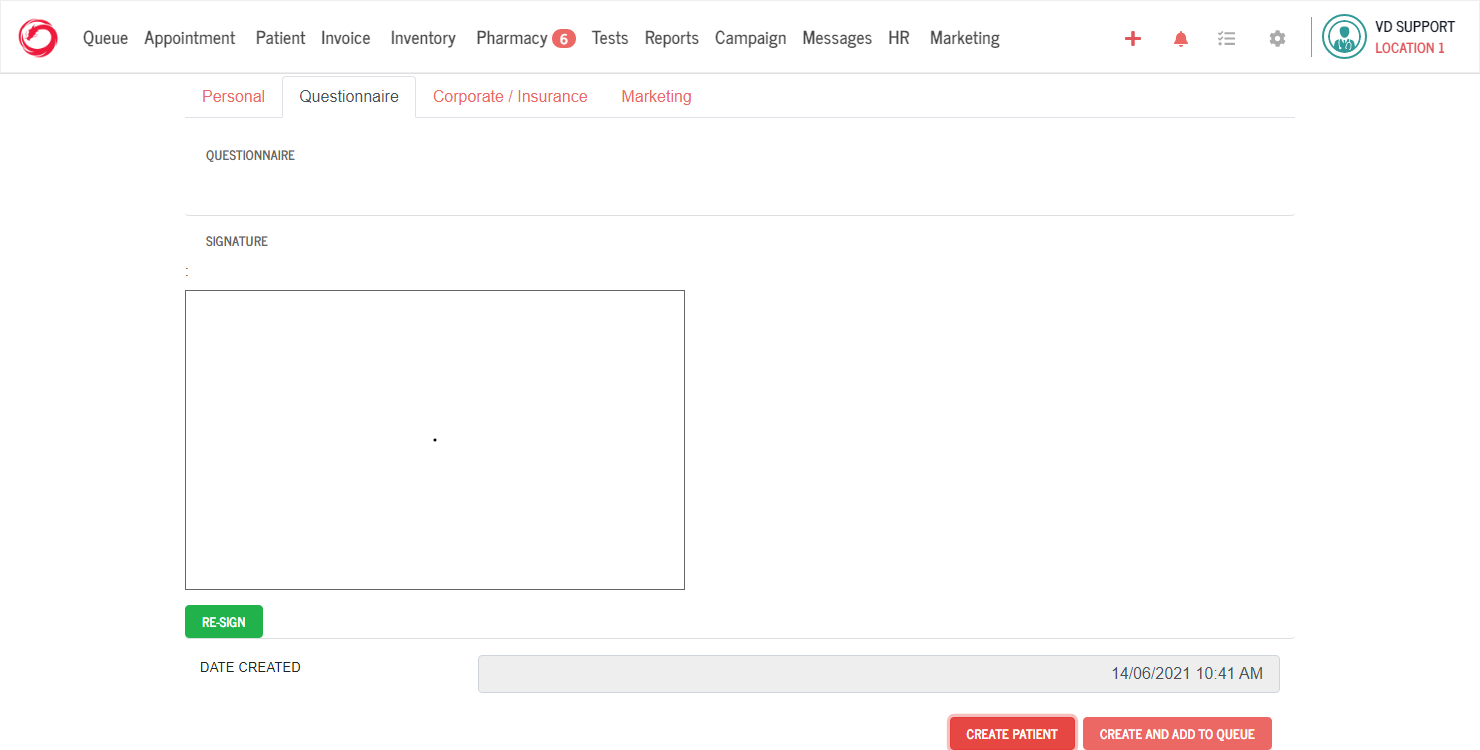 Queue Appointment Patient Invoice Inventory Pharmacy 6 Tests Reports Campaign Messages HR Marketing
VD SUPPORT
LOCATION 1
Personal Questionnaire Corporate / Insurance Marketing
QUESTIONNAIRE
SIGNATURE
:
RE-SIGN
DATE CREATED 14/06/2021 10:41 AM
CREATE PATIENT CREATE AND ADD TO QUEUE